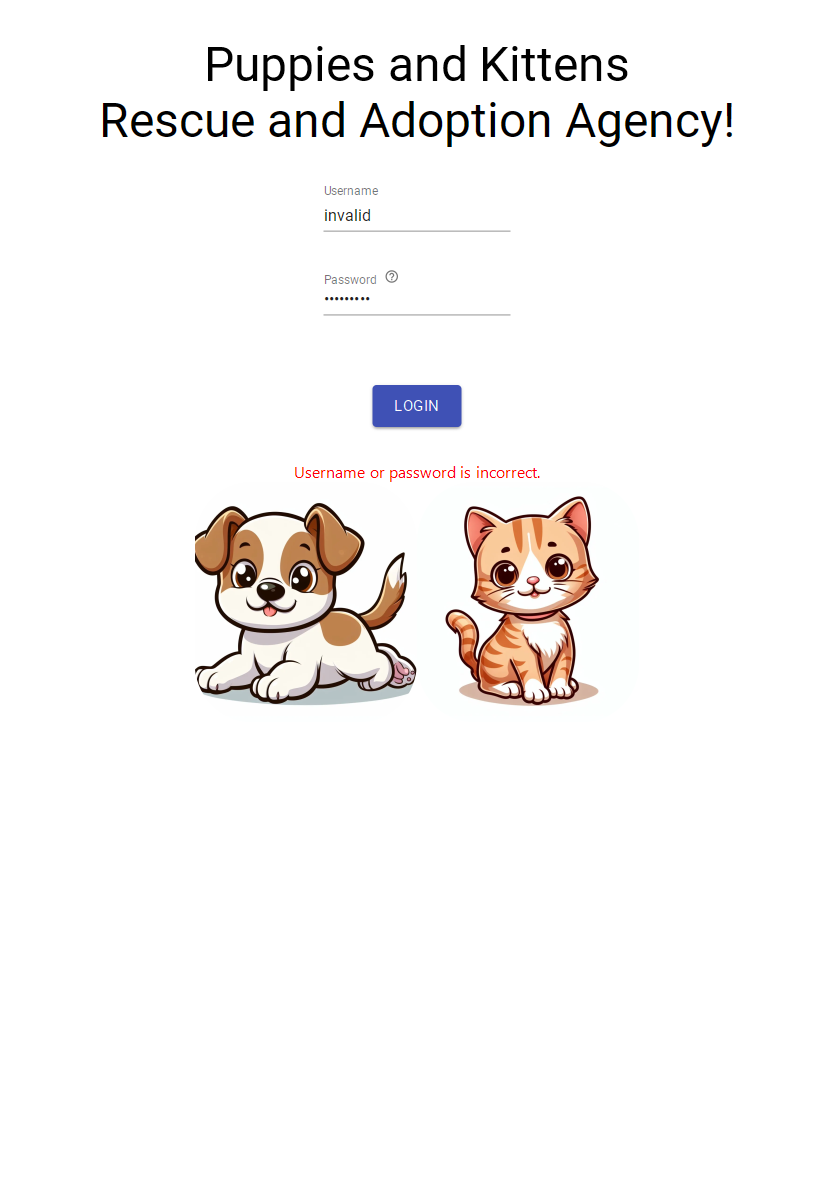 Puppies and Kittens
Rescue and Adoption Agency!
Username
invalid
Password ?
•••••••••
LOGIN
Username or password is incorrect.